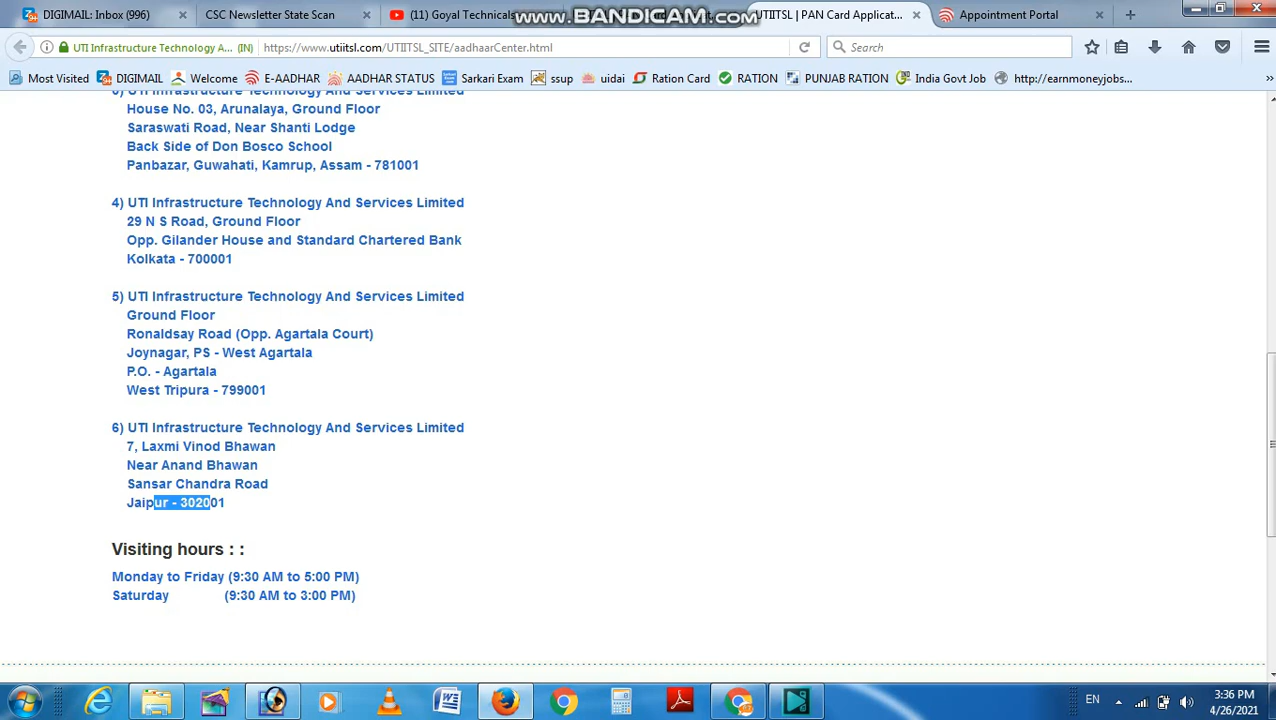 DIGIMAIL: Inbox (996)
CSC Newsletter State Scan
(11) Goyal Technicals
www.BANDICAM.com
UTIITSL | PAN Card Applicat...
Appointment Portal
UTI Infrastructure Technology A... (IN)
https://www.utiitsl.com/UTIITSL_SITE/aadhaarCenter.html
Search
Most Visited
DIGIMAIL
Welcome
E-AADHAR
AADHAR STATUS
Sarkari Exam
ssup
uidai
Ration Card
RATION
PUNJAB RATION
India Govt Job
http://earnmoneyjobs...
UTI Infrastructure Technology And Services Limited
House No. 03, Arunalaya, Ground Floor
Saraswati Road, Near Shanti Lodge
Back Side of Don Bosco School
Panbazar, Guwahati, Kamrup, Assam - 781001
4) UTI Infrastructure Technology And Services Limited
29 N S Road, Ground Floor
Opp. Gilander House and Standard Chartered Bank
Kolkata - 700001
5) UTI Infrastructure Technology And Services Limited
Ground Floor
Ronaldsay Road (Opp. Agartala Court)
Joynagar, PS - West Agartala
P.O. - Agartala
West Tripura - 799001
6) UTI Infrastructure Technology And Services Limited
7, Laxmi Vinod Bhawan
Near Anand Bhawan
Sansar Chandra Road
Jaipur - 302001
Visiting hours : :
Monday to Friday (9:30 AM to 5:00 PM)
Saturday (9:30 AM to 3:00 PM)
EN
3:36 PM
4/26/2021